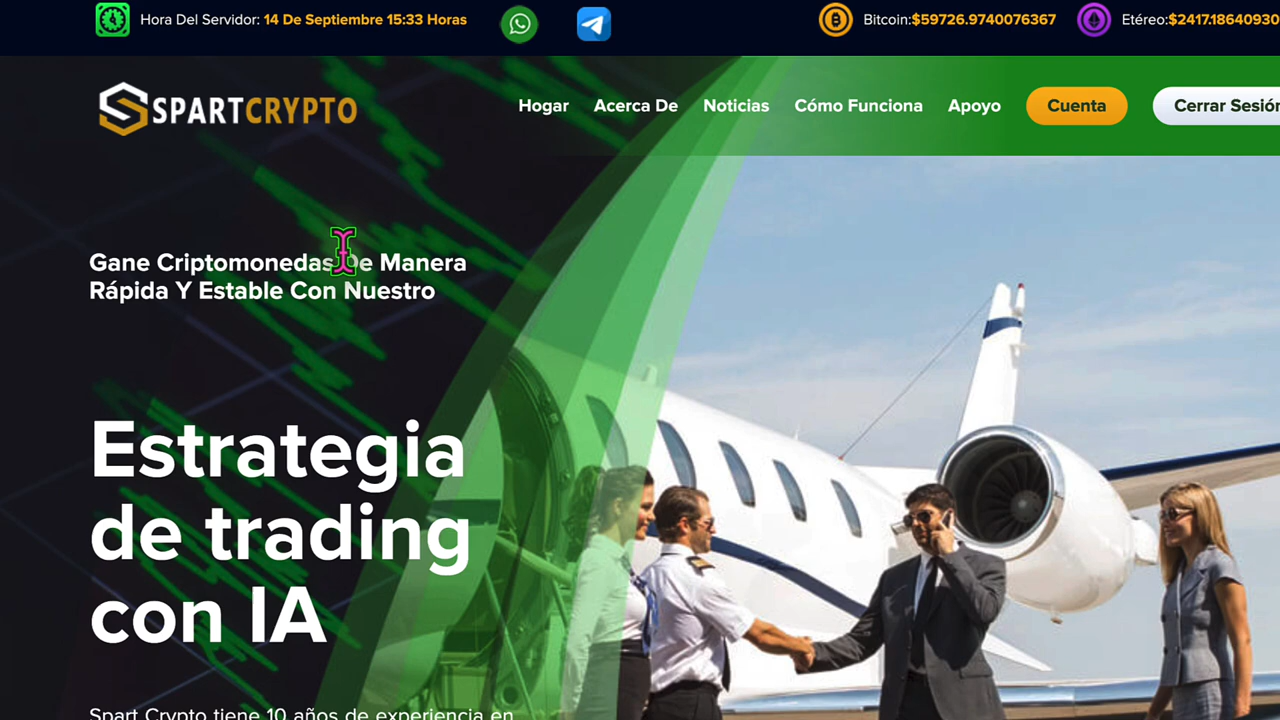 Hora Del Servidor: 14 De Septiembre 15:33 Horas
Bitcoin:$59726.9740076367
Etéreo:$2417.18640930
SPARTCRYPTO
Hogar
Acerca De
Noticias
Cómo Funciona
Apoyo
Cuenta
Cerrar Sesión
Gane Criptomonedas De Manera
Rápida Y Estable Con Nuestro
Estrategia
de trading
con IA
Spart Crypto tiene 10 años de experiencia en